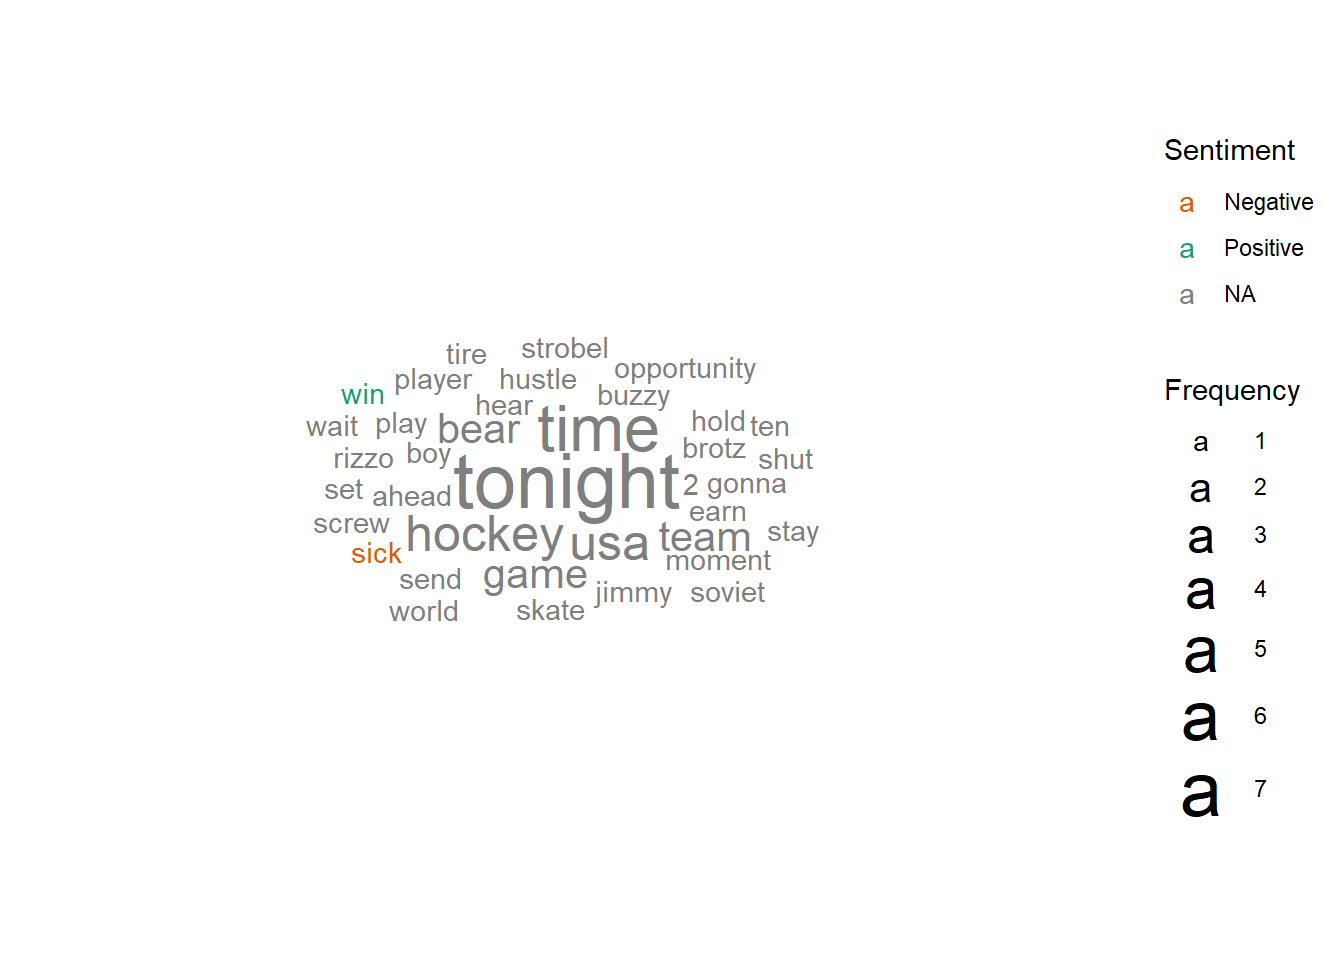 tire strobel
player hustle opportunity
win hear buzzy
wait play bear time hold ten
rizzo boy brotz shut
set ahead tonight 2 gonna
screw hockey usa team earn stay
sick game moment
send jimmy soviet
world skate
Sentiment
a Negative
a Positive
a NA
Frequency
a 1
a 2
a 3
a 4
a 5
a 6
a 7